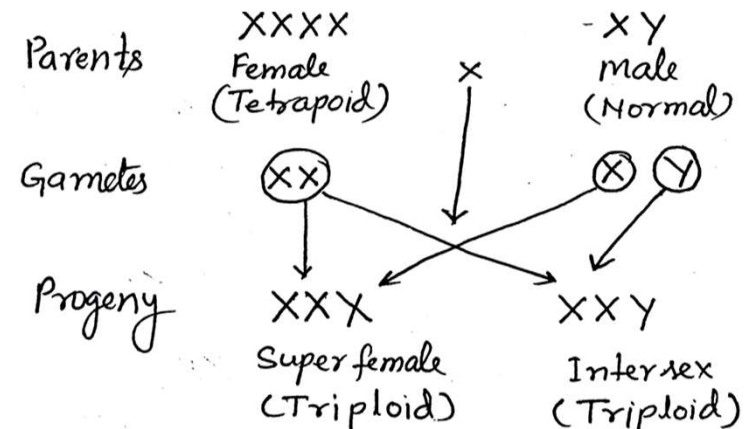 XXXX - XY
Parents Female × male
(Tetrapoid) (Normal)
Gametes XX X Y
Progeny XXX XXY
Super female Intersex
(Triploid) (Triploid)